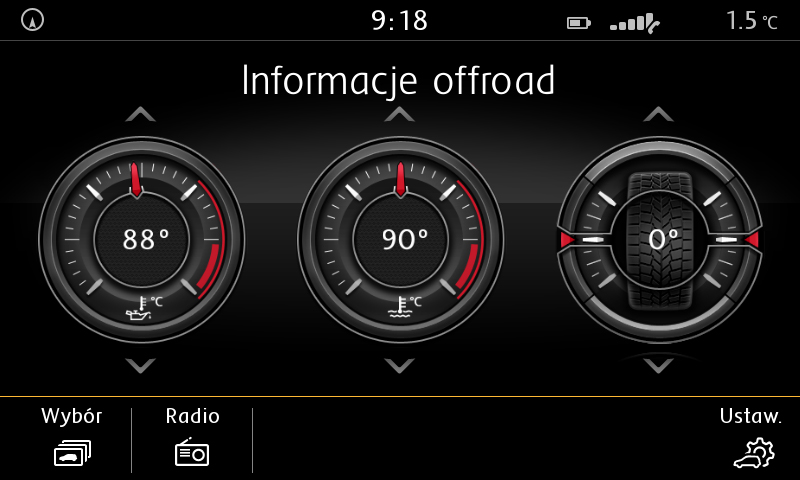 9:18
1.5 °C
Informacje offroad
88°
90°
0°
°C
°C
Wybór
Radio
Ustaw.